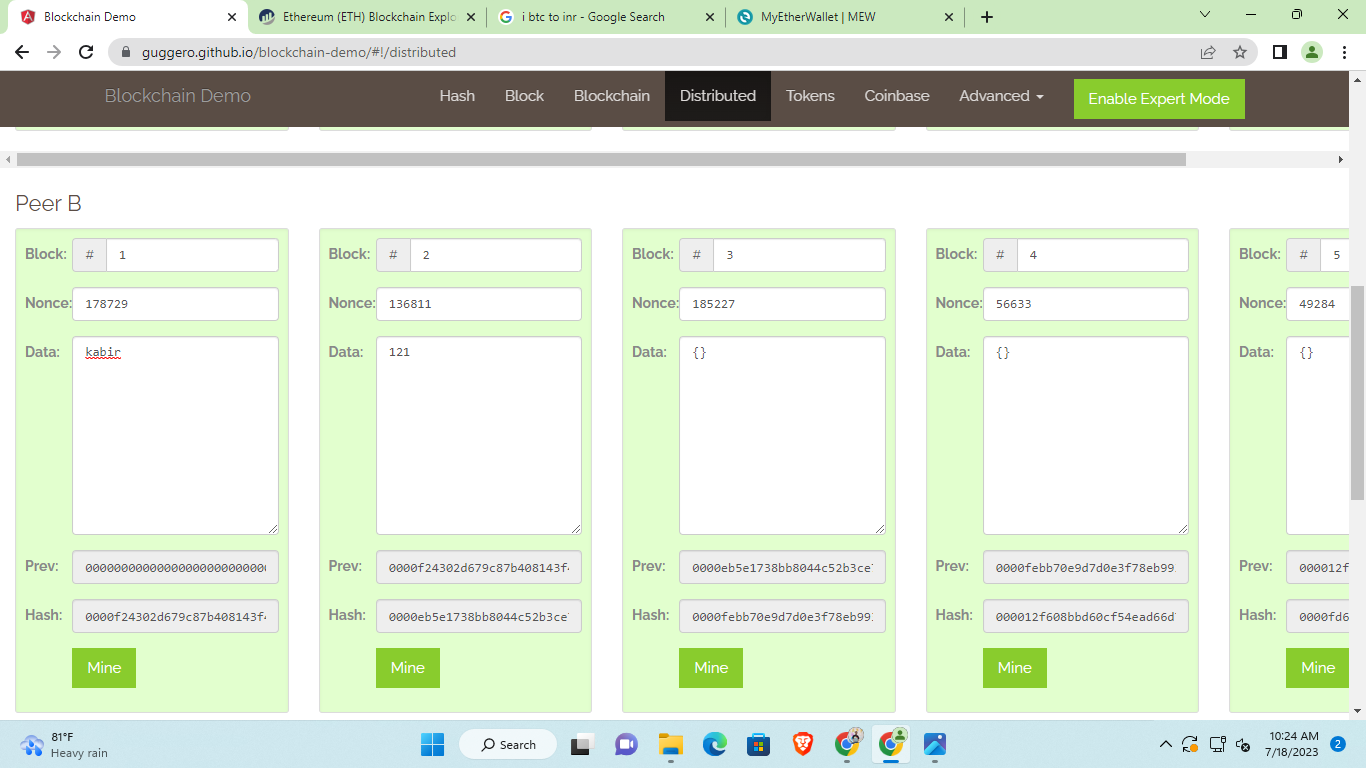 Blockchain Demo
Ethereum (ETH) Blockchain Explo
i btc to inr - Google Search
MyEtherWallet | MEW
guggero.github.io/blockchain-demo/#!/distributed
Blockchain Demo Hash Block Blockchain Distributed Tokens Coinbase Advanced Enable Expert Mode
Peer B
Block: # 1 Block: # 2 Block: # 3 Block: # 4 Block: # 5
Nonce: 178729 Nonce: 136811 Nonce: 185227 Nonce: 56633 Nonce: 49284
Data: kabir Data: 121 Data: {} Data: {} Data: {}
Prev: 0000000000000000000000000 Prev: 0000f24302d679c87b408143f4 Prev: 0000eb5e1738bb8044c52b3ce Prev: 0000febb70e9d7d0e3f78eb99 Prev: 000012f
Hash: 0000f24302d679c87b408143f4 Hash: 0000eb5e1738bb8044c52b3ce Hash: 0000febb70e9d7d0e3f78eb99 Hash: 000012f608bbd60cf54ead66d Hash: 0000fd6
Mine Mine Mine Mine Mine
81°F
Heavy rain
Search
10:24 AM
7/18/2023
2